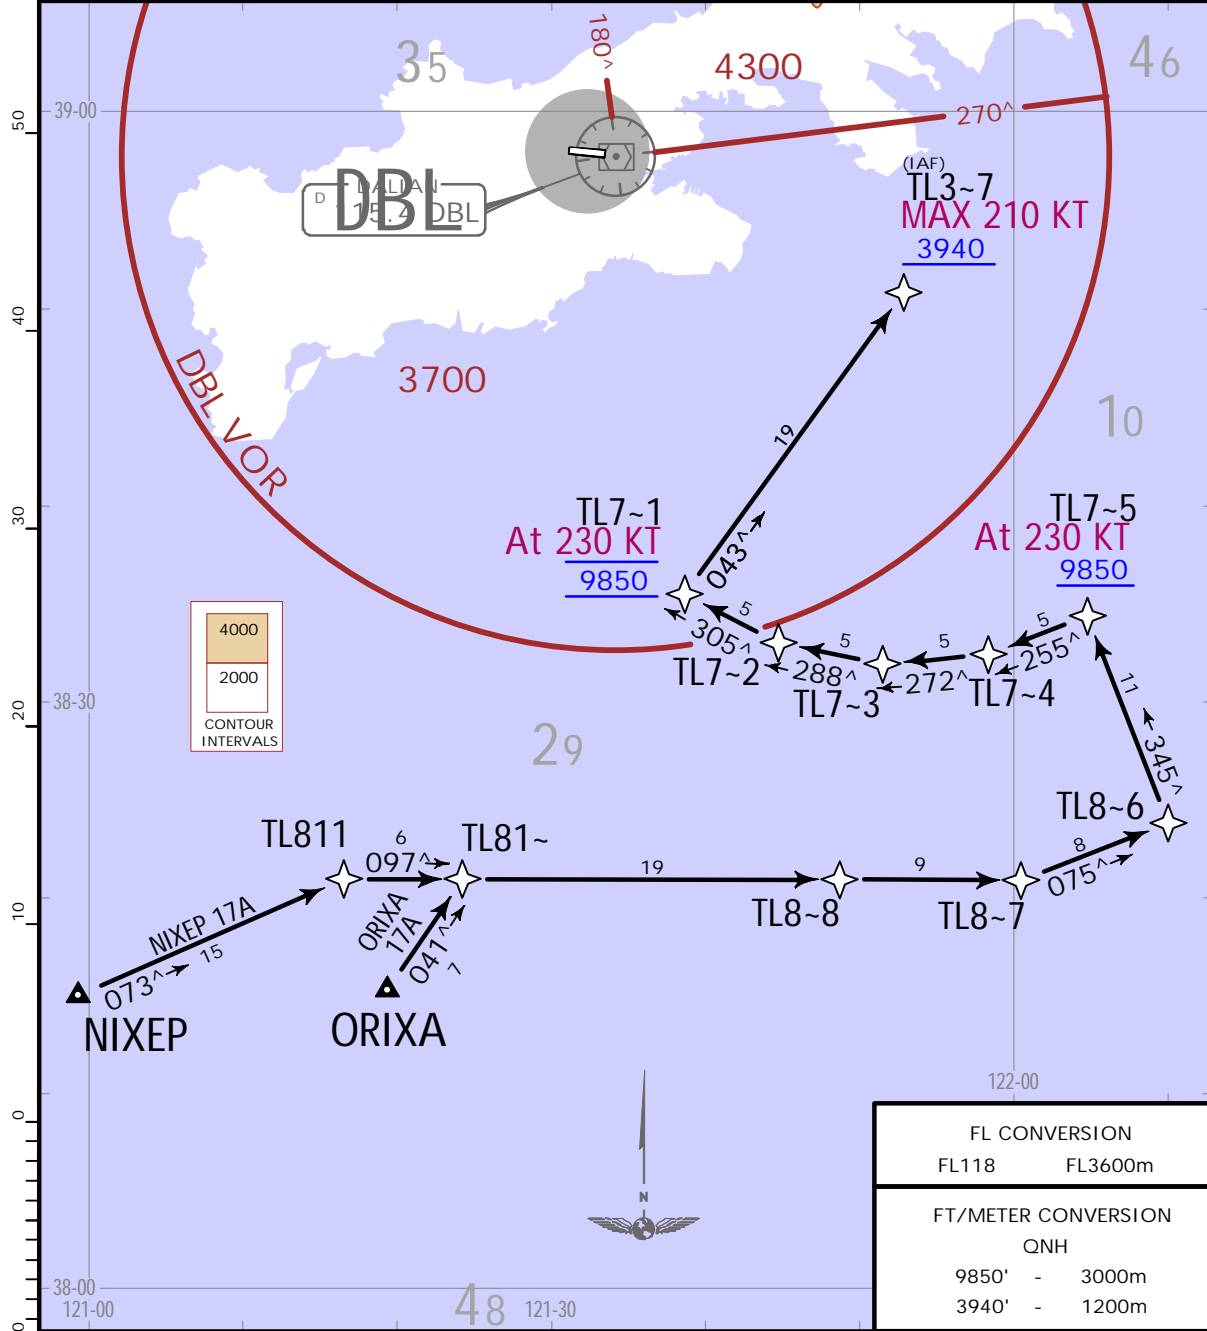 180^
4300
35
46
39-00
270^
50
(IAF)
TL3~7
MAX 210 KT
3940
D
DALIAN
115.4 DBL
DBL
40
DBL VOR
3700
19
10
30
TL7~1
At 230 KT
9850
043^
TL7~5
At 230 KT
9850
4000
2000
CONTOUR
INTERVALS
5
305^
TL7~2
5
288^
TL7~3
5
272^
TL7~4
5
255^
38-30
20
29
11
345^
TL8~6
TL811
6
097^
TL81~
19
9
8
075^
TL8~8
TL8~7
10
NIXEP 17A
073^
15
ORIXA
17A
041^
7
NIXEP
ORIXA
122-00
0
N
FL CONVERSION
FL118 FL3600m
FT/METER CONVERSION
QNH
9850' - 3000m
3940' - 1200m
38-00
121-00
48
121-30
0